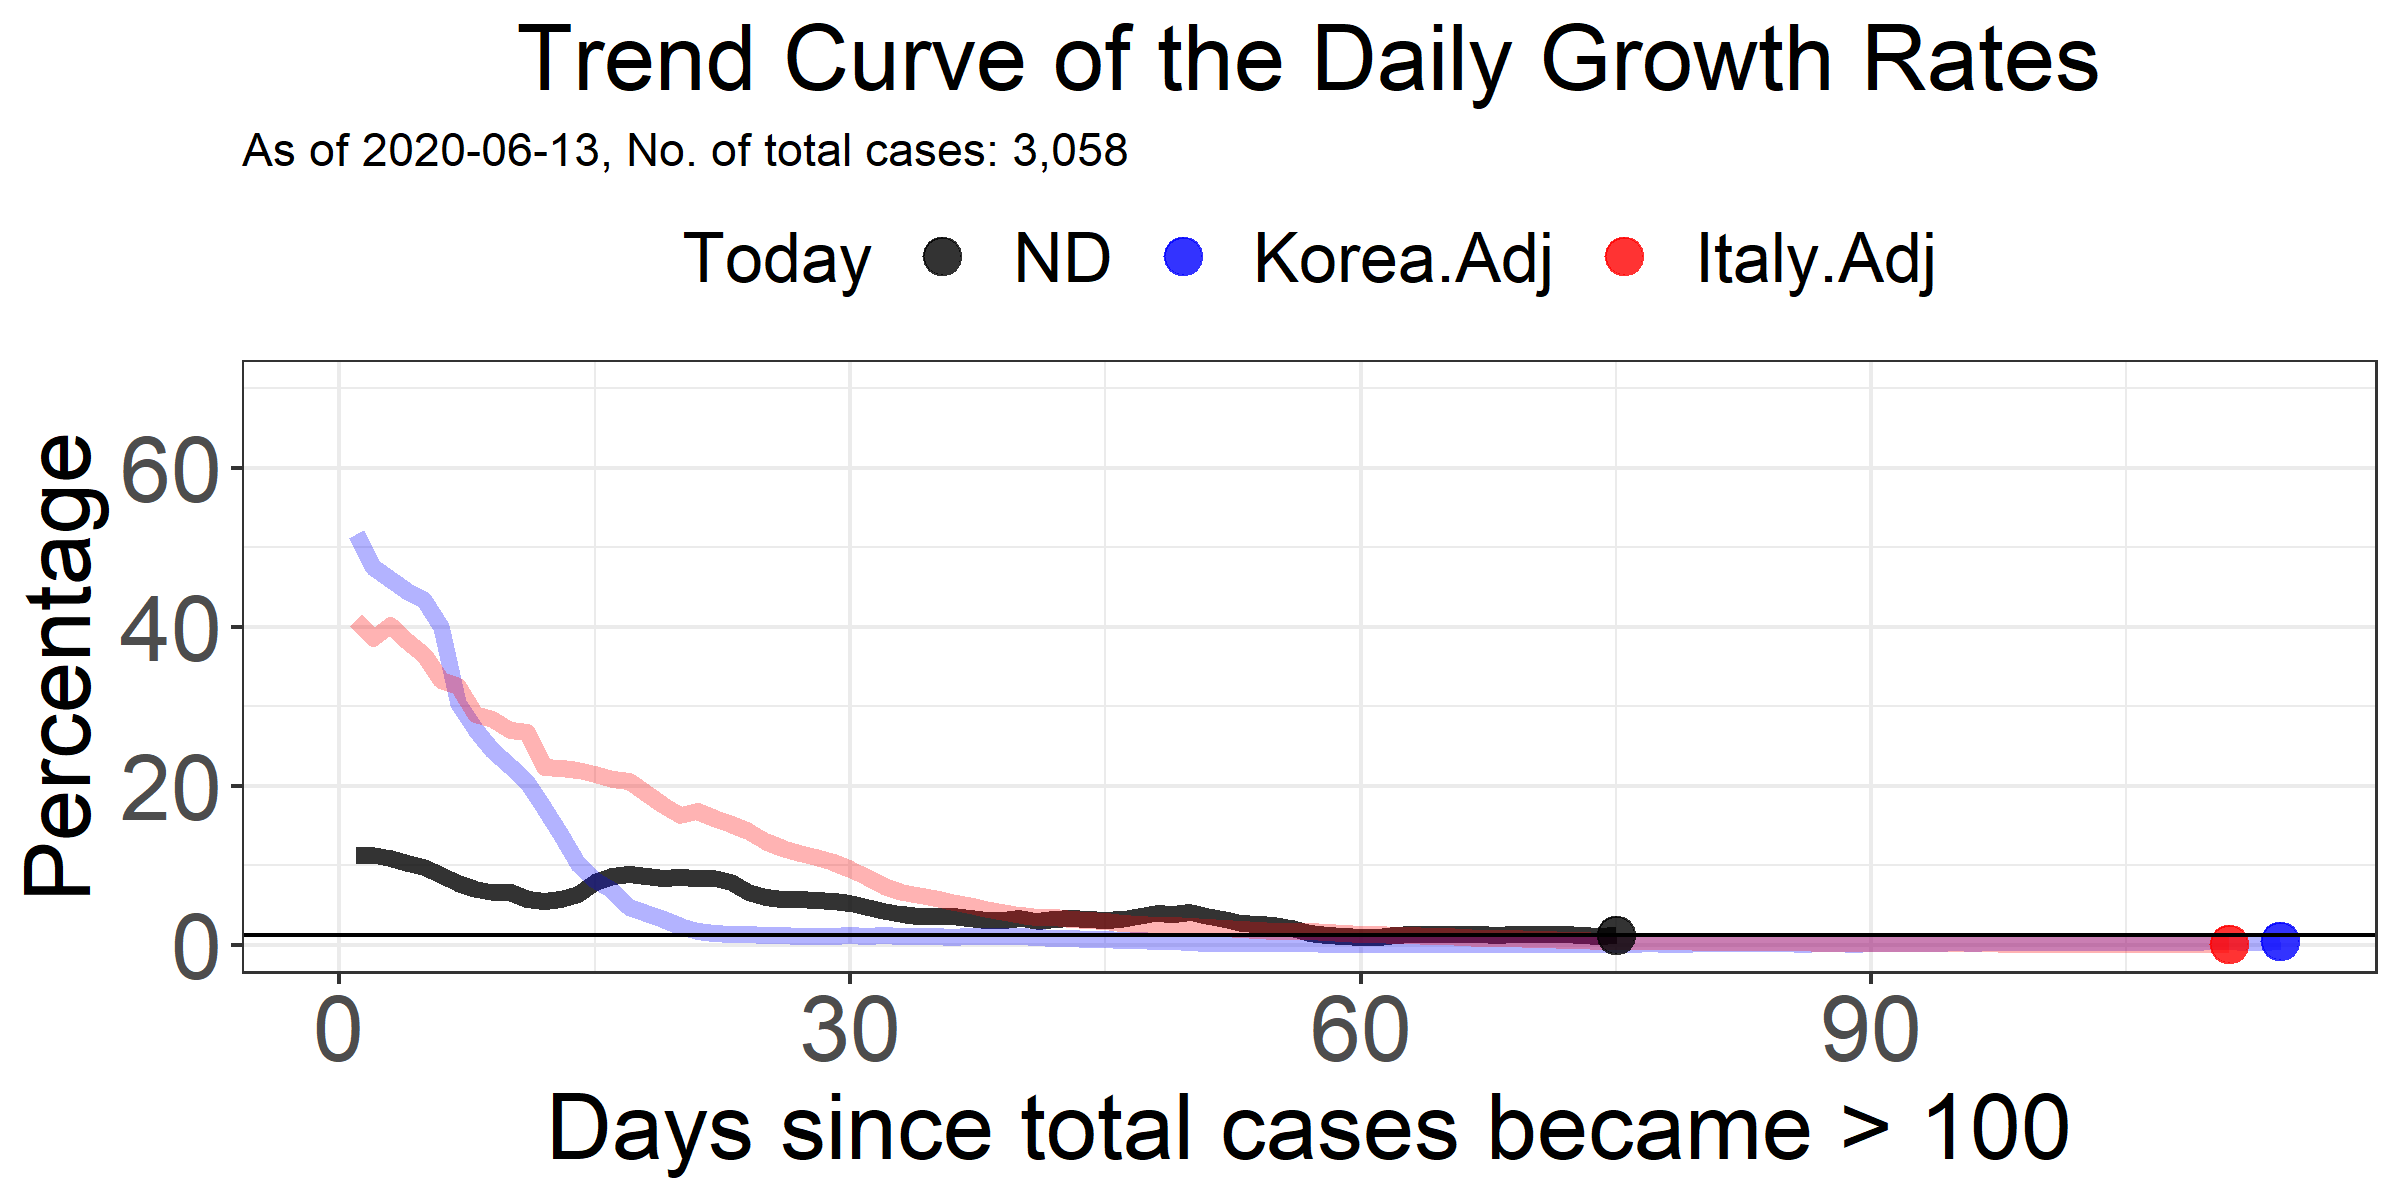 Trend Curve of the Daily Growth Rates
As of 2020-06-13, No. of total cases: 3,058
Today ND Korea.Adj Italy.Adj
Percentage
60
40
20
0
0 30 60 90
Days since total cases became > 100